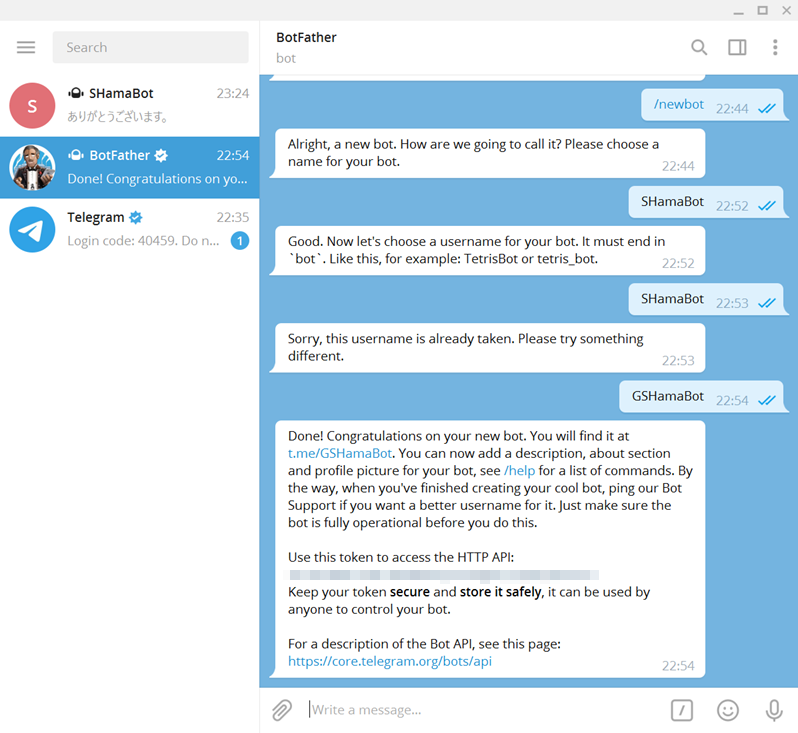 Search
S
SHamaBot 23:24
ありがとうございます。
BotFather 22:54
Done! Congratulations on yo...
Telegram 22:35
Login code: 40459. Do n... 1
BotFather
bot
/newbot 22:44
Alright, a new bot. How are we going to call it? Please choose a
name for your bot.
22:44
SHamaBot 22:52
Good. Now let's choose a username for your bot. It must end in
`bot`. Like this, for example: TetrisBot or tetris_bot.
22:52
SHamaBot 22:53
Sorry, this username is already taken. Please try something
different.
22:53
GSHamaBot 22:54
Done! Congratulations on your new bot. You will find it at
t.me/GSHamaBot. You can now add a description, about section
and profile picture for your bot, see /help for a list of commands. By
the way, when you've finished creating your cool bot, ping our Bot
Support if you want a better username for it. Just make sure the
bot is fully operational before you do this.
Use this token to access the HTTP API:
Keep your token secure and store it safely, it can be used by
anyone to control your bot.
For a description of the Bot API, see this page:
https://core.telegram.org/bots/api
22:54
Write a message...